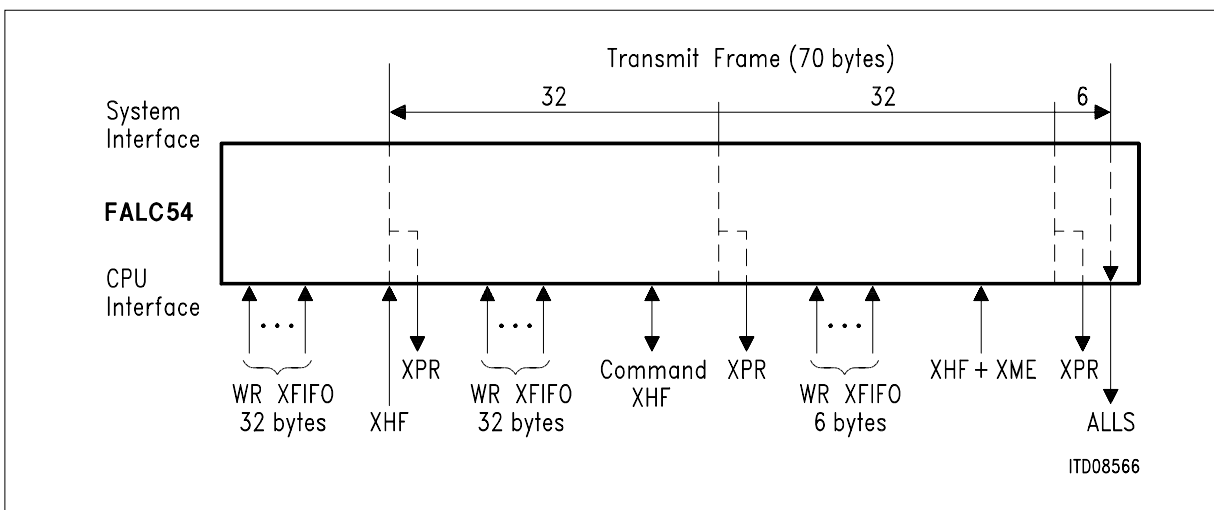 Transmit Frame (70 bytes)
32 32 6
System
Interface
FALC54
CPU
Interface
• • • • • • • • •
XPR Command XPR XHF + XME XPR
WR XFIFO WR XFIFO XHF WR XFIFO
32 bytes XHF 32 bytes 6 bytes ALLS
ITD08566